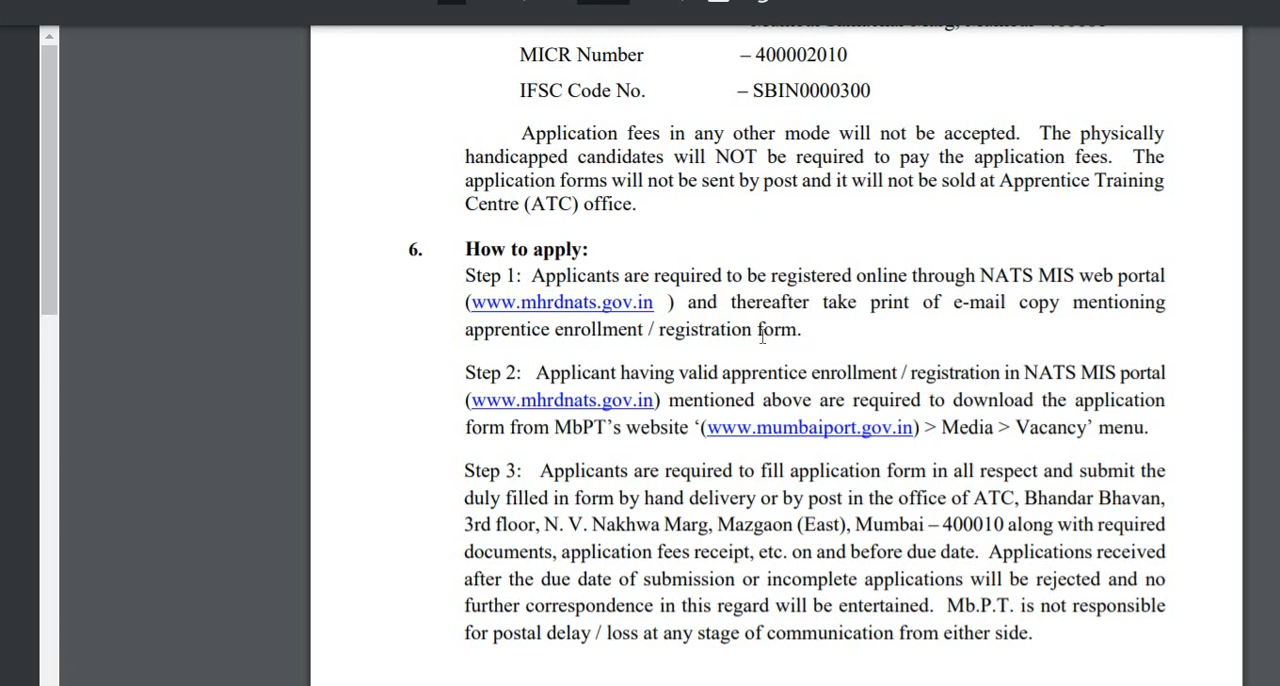 MICR Number – 400002010
IFSC Code No. – SBIN0000300
Application fees in any other mode will not be accepted. The physically
handicapped candidates will NOT be required to pay the application fees. The
application forms will not be sent by post and it will not be sold at Apprentice Training
Centre (ATC) office.
6. How to apply:
Step 1: Applicants are required to be registered online through NATS MIS web portal
(www.mhrdnats.gov.in ) and thereafter take print of e-mail copy mentioning
apprentice enrollment / registration form.
Step 2: Applicant having valid apprentice enrollment / registration in NATS MIS portal
(www.mhrdnats.gov.in) mentioned above are required to download the application
form from MbPT’s website ‘(www.mumbaiport.gov.in) > Media > Vacancy’ menu.
Step 3: Applicants are required to fill application form in all respect and submit the
duly filled in form by hand delivery or by post in the office of ATC, Bhandar Bhavan,
3rd floor, N. V. Nakhwa Marg, Mazgaon (East), Mumbai – 400010 along with required
documents, application fees receipt, etc. on and before due date. Applications received
after the due date of submission or incomplete applications will be rejected and no
further correspondence in this regard will be entertained. Mb.P.T. is not responsible
for postal delay / loss at any stage of communication from either side.